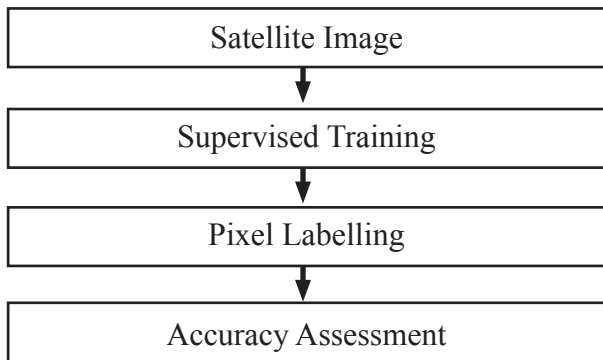 Satellite Image
Supervised Training
Pixel Labelling
Accuracy Assessment